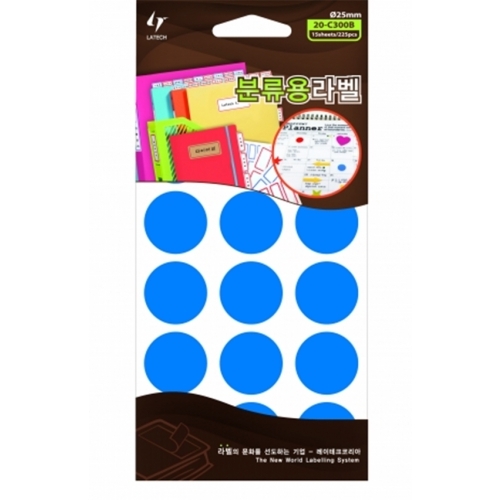 Ø25mm
20-C300B
15sheets/225pcs
LATECH
분류용라벨
Planner
라벨의 문화를 선도하는 기업 - 레이테크코리아
The New World Labelling System